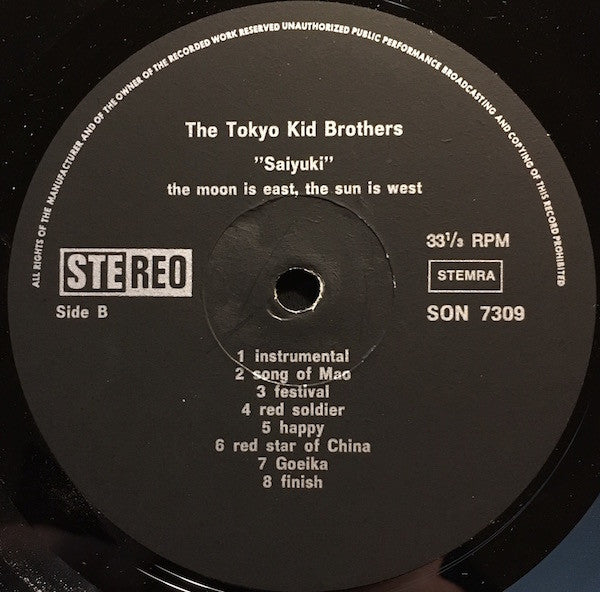 ALL RIGHTS OF THE MANUFACTURER AND OF THE OWNER OF THE RECORDED WORK RESERVED UNAUTHORIZED PUBLIC PERFORMANCE BROADCASTING AND COPYING OF THIS RECORD PROHIBITED
The Tokyo Kid Brothers
"Saiyuki"
the moon is east, the sun is west
33 1/3 RPM
STEREO
STEMRA
Side B
SON 7309
1 instrumental
2 song of Mao
3 festival
4 red soldier
5 happy
6 red star of China
7 Goeika
8 finish